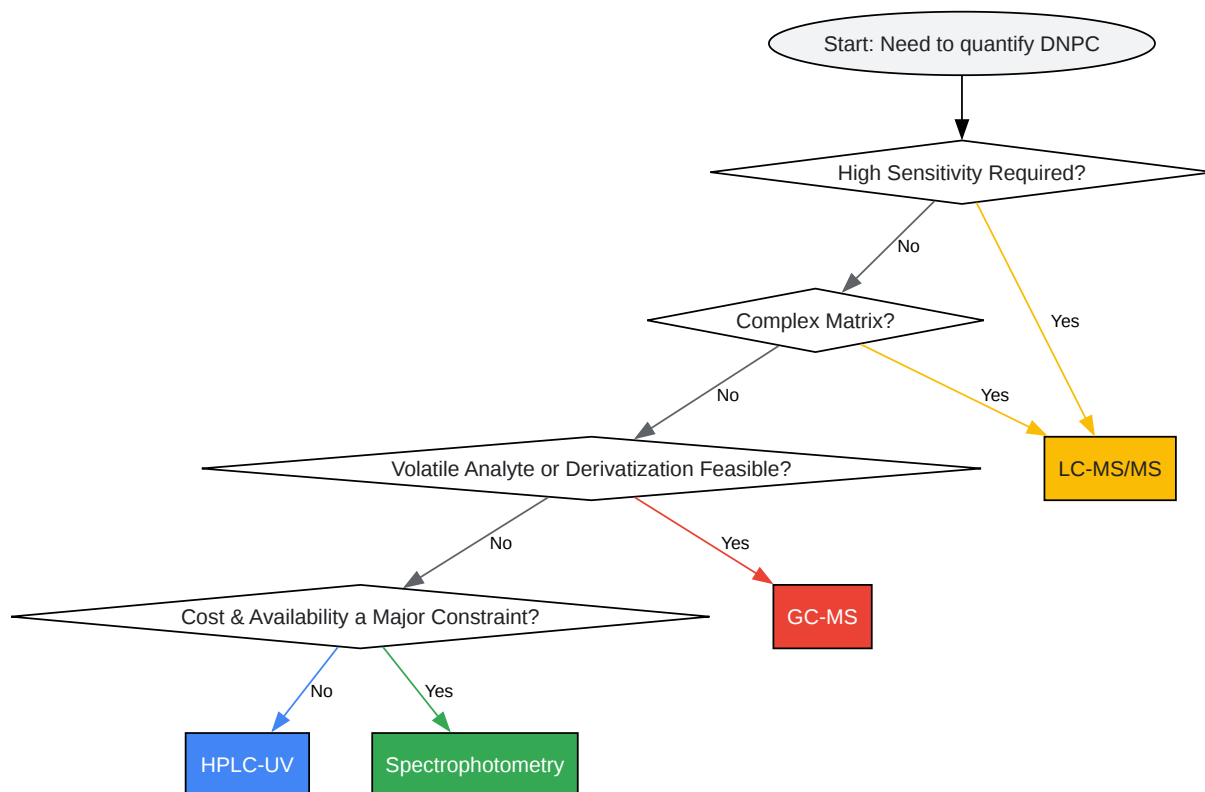 Start: Need to quantify DNPC
High Sensitivity Required?
No
Yes
Complex Matrix?
No
Yes
Volatile Analyte or Derivatization Feasible?
LC-MS/MS
No
Yes
Cost & Availability a Major Constraint?
GC-MS
No
Yes
HPLC-UV
Spectrophotometry